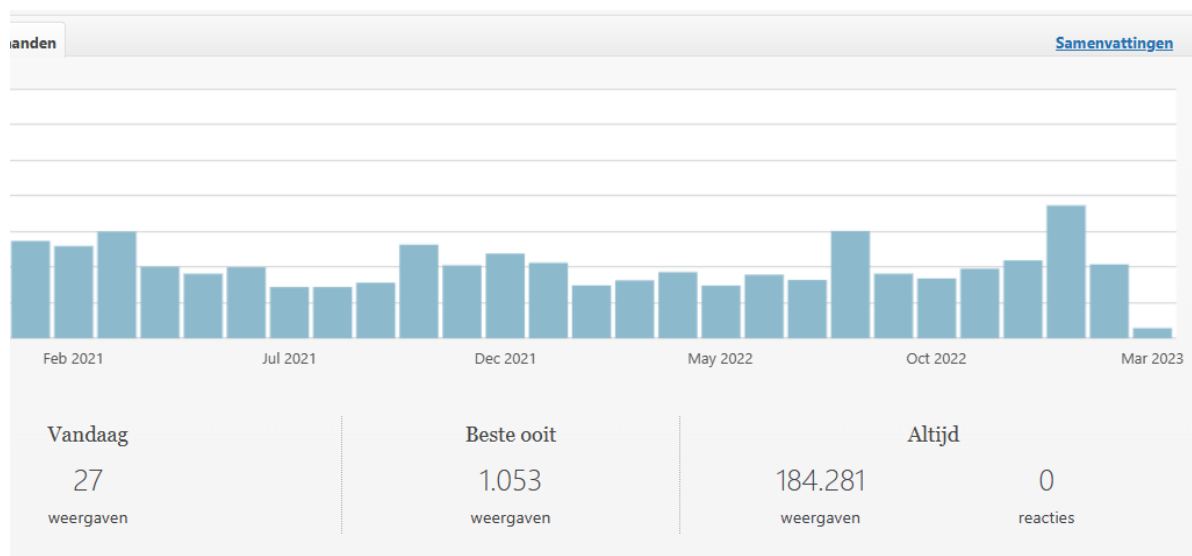 Samenvattingen
Feb 2021 Jul 2021 Dec 2021 May 2022 Oct 2022 Mar 2023
Vandaag Beste ooit Altijd
27 1.053 184.281 0
weergaven weergaven weergaven reacties